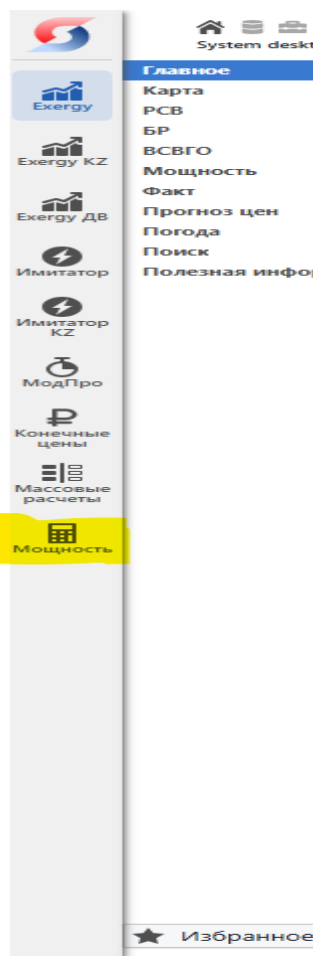 Exergy
Exergy KZ
Exergy ДВ
Имитатор
Имитатор
KZ
МодПро
Конечные
цены
Массовые
расчеты
Мощность
System deskt
Главное
Карта
РСВ
БР
ВСВГО
Мощность
Факт
Прогноз цен
Погода
Поиск
Полезная инфор
Избранное